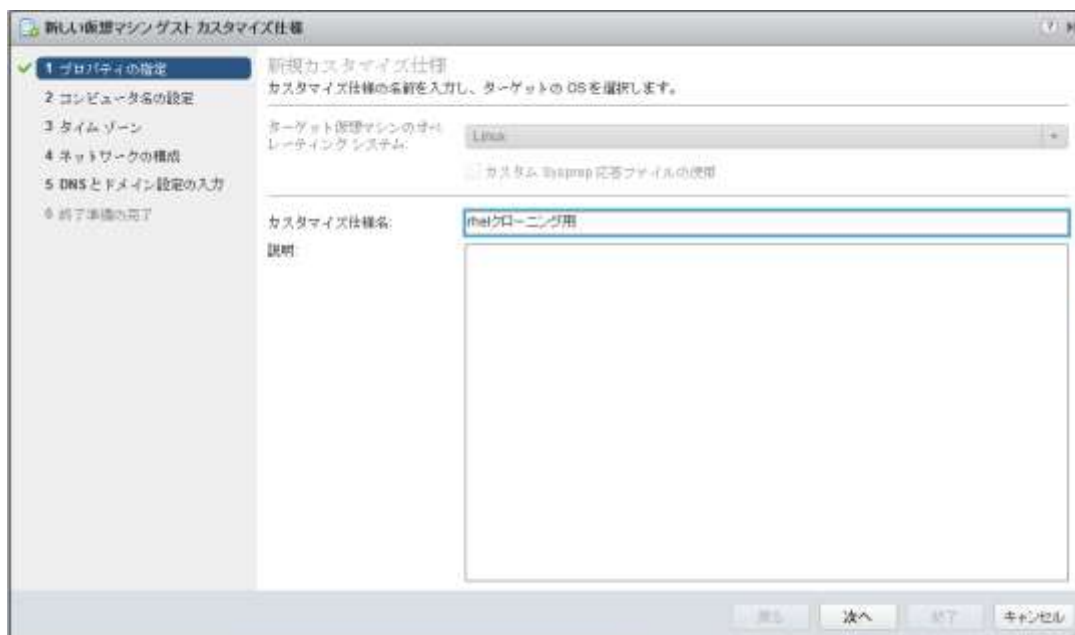 新しい仮想マシン ゲスト カスタマイズ仕様
1 プロパティの指定
2 コンピュータ名の設定
3 タイム ゾーン
4 ネットワークの構成
5 DNS とドメイン設定の入力
6 終了準備の完了
新規カスタマイズ仕様
カスタマイズ仕様の名前を入力し、ターゲットの OS を選択します。
ターゲット仮想マシンのオペ
レーティング システム:
Linux
カスタム Sysprep 応答ファイルの使用
カスタマイズ仕様名:
rhelクローニング用
説明:
戻る
次へ
終了
キャンセル